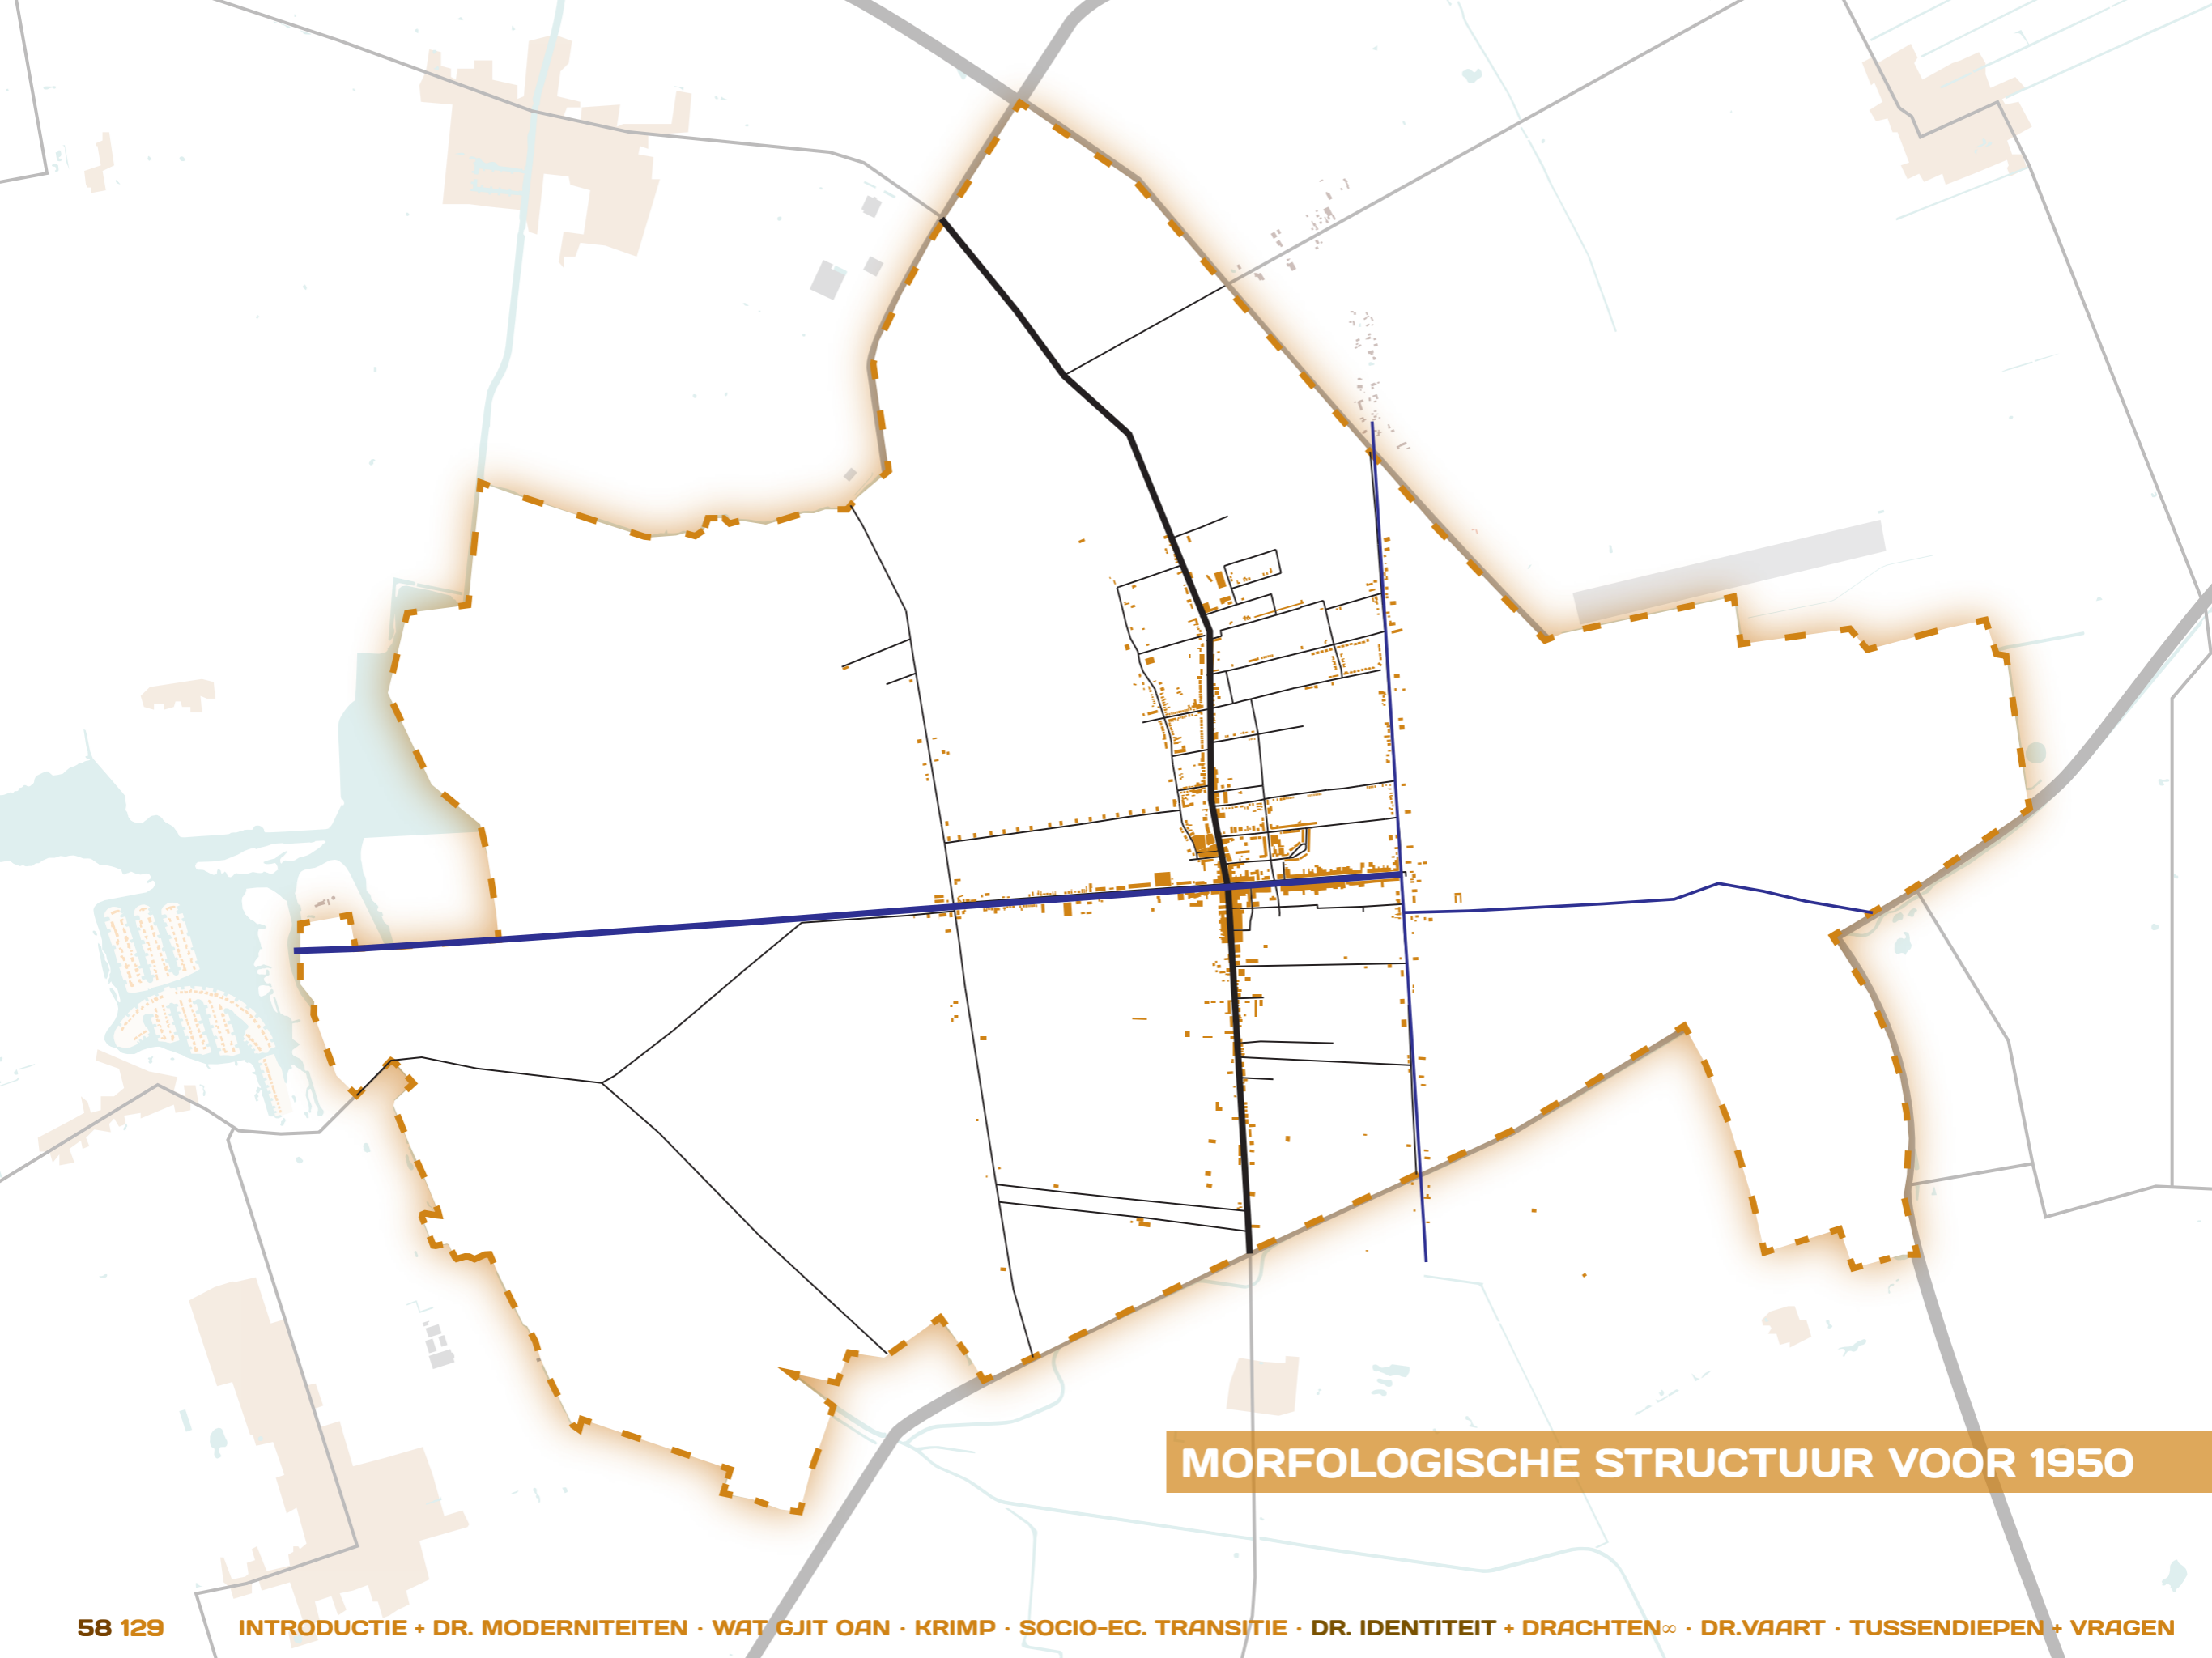 MORFOLOGISCHE STRUCTUUR VOOR 1950
58 129 INTRODUCTIE + DR. MODERNITEITEN · WAT GJIT OAN · KRIMP · SOCIO-EC. TRANSITIE · DR. IDENTITEIT + DRACHTEN∞ · DR.VAART · TUSSENDIEPEN + VRAGEN